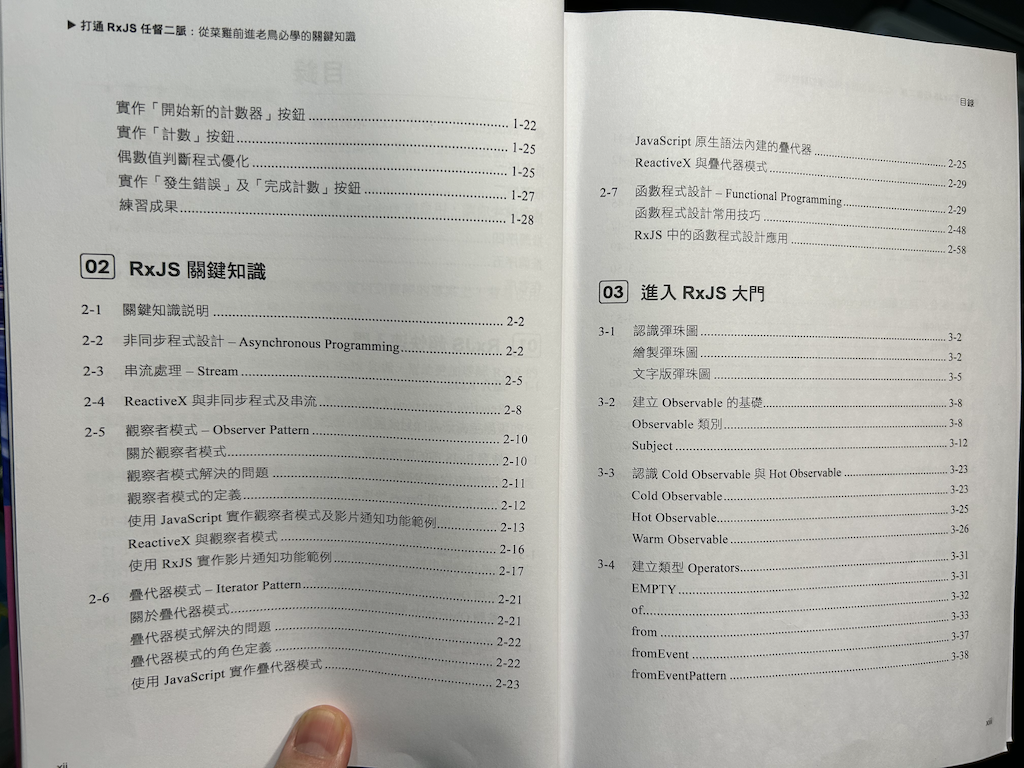 ▶ 打通 RxJS 任督二脈：從菜雞前進老鳥必學的關鍵知識
實作「開始新的計數器」按鈕 ........ 1-22
實作「計數」按鈕 ........ 1-25
偶數值判斷程式優化 ........ 1-25
實作「發生錯誤」及「完成計數」按鈕 ........ 1-27
練習成果 ........ 1-28
02 RxJS 關鍵知識
2-1 關鍵知識說明 ........ 2-2
2-2 非同步程式設計 – Asynchronous Programming ........ 2-2
2-3 串流處理 – Stream ........ 2-5
2-4 ReactiveX 與非同步程式及串流 ........ 2-8
2-5 觀察者模式 – Observer Pattern ........ 2-10
關於觀察者模式 ........ 2-10
觀察者模式解決的問題 ........ 2-11
觀察者模式的定義 ........ 2-12
使用 JavaScript 實作觀察者模式及影片通知功能範例 ........ 2-13
ReactiveX 與觀察者模式 ........ 2-16
使用 RxJS 實作影片通知功能範例 ........ 2-17
2-6 疊代器模式 – Iterator Pattern ........ 2-21
關於疊代器模式 ........ 2-21
疊代器模式解決的問題 ........ 2-22
疊代器模式的角色定義 ........ 2-22
使用 JavaScript 實作疊代器模式 ........ 2-23
xii
目錄
JavaScript 原生語法內建的疊代器 ........ 2-25
ReactiveX 與疊代器模式 ........ 2-29
2-7 函數程式設計 – Functional Programming ........ 2-29
函數程式設計常用技巧 ........ 2-48
RxJS 中的函數程式設計應用 ........ 2-58
03 進入 RxJS 大門
3-1 認識彈珠圖 ........ 3-2
繪製彈珠圖 ........ 3-2
文字版彈珠圖 ........ 3-5
3-2 建立 Observable 的基礎 ........ 3-8
Observable 類別 ........ 3-8
Subject ........ 3-12
3-3 認識 Cold Observable 與 Hot Observable ........ 3-23
Cold Observable ........ 3-23
Hot Observable ........ 3-25
Warm Observable ........ 3-26
3-4 建立類型 Operators ........ 3-31
EMPTY ........ 3-31
of ........ 3-32
from ........ 3-33
fromEvent ........ 3-37
fromEventPattern ........ 3-38
xiii